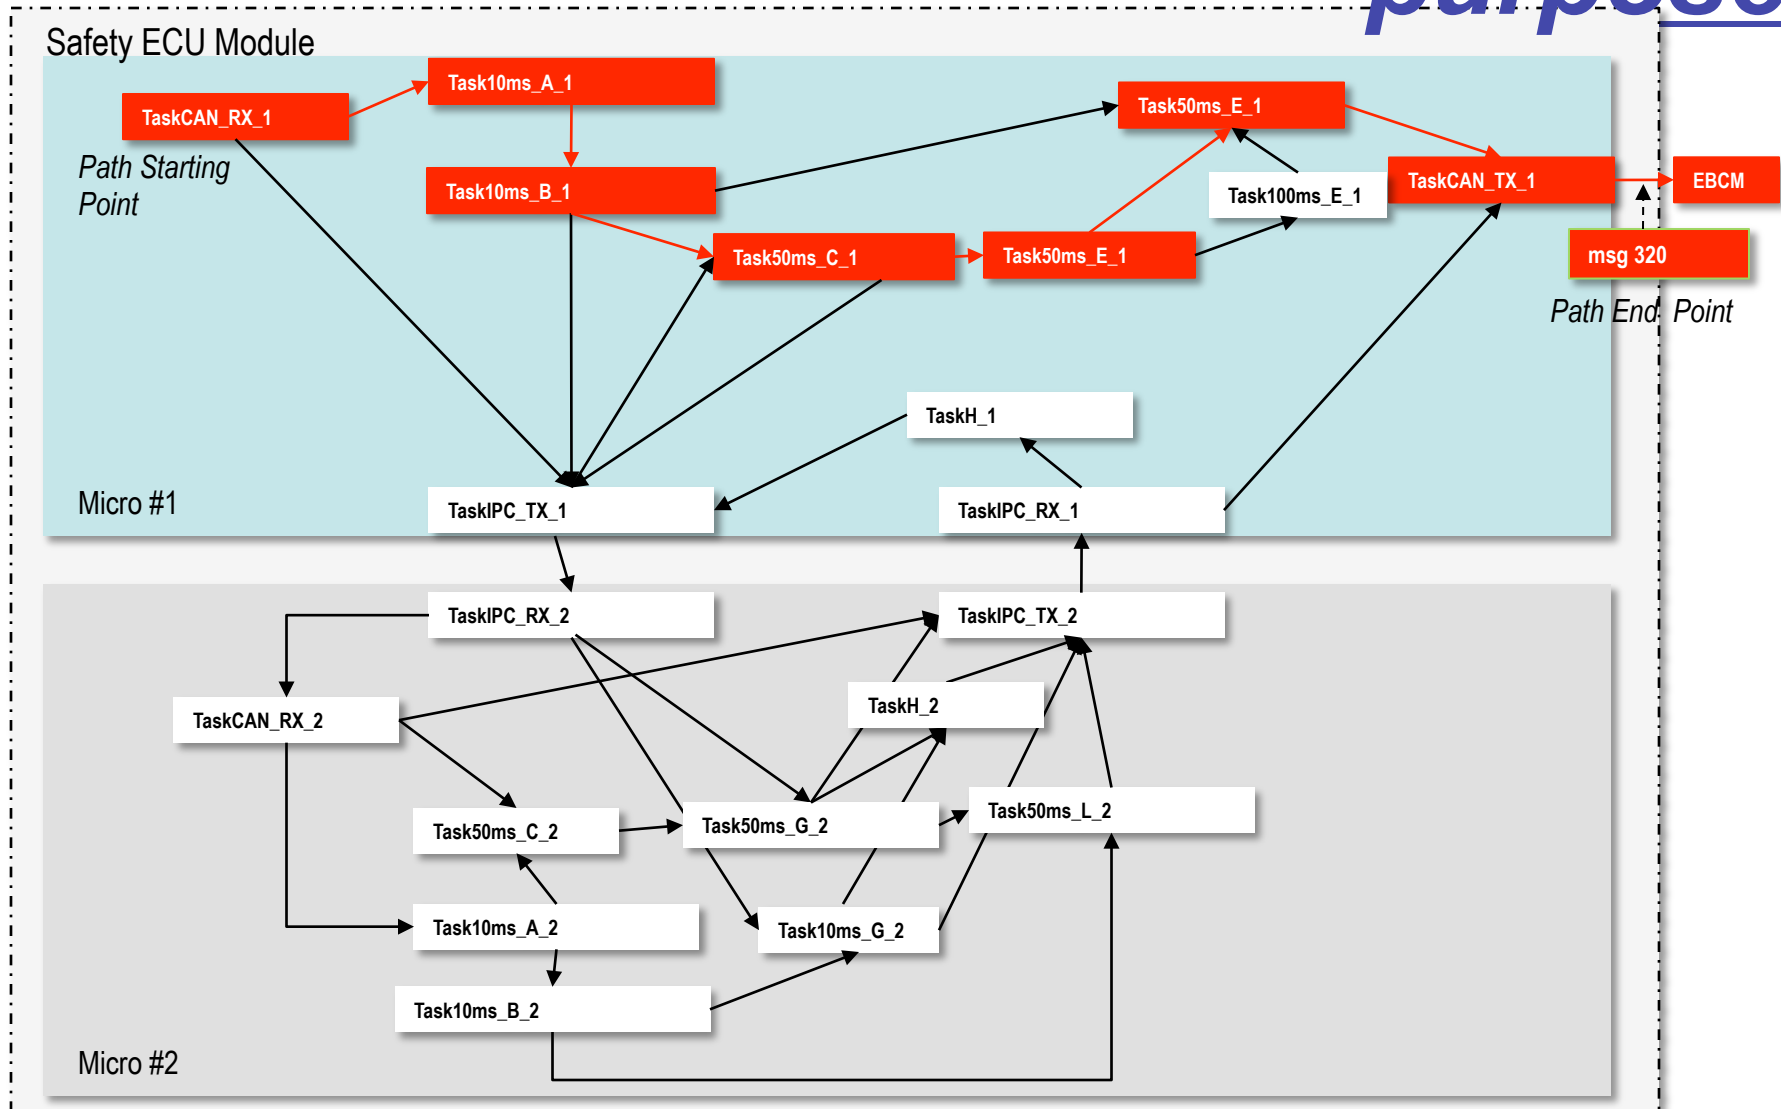 purpose
Safety ECU Module
Task10ms_A_1
TaskCAN_RX_1
Task50ms_E_1
Path Starting
Point
Task10ms_B_1
Task100ms_E_1
TaskCAN_TX_1
EBCM
Task50ms_C_1
Task50ms_E_1
msg 320
Path End Point
TaskH_1
Micro #1
TaskIPC_TX_1
TaskIPC_RX_1
TaskIPC_RX_2
TaskIPC_TX_2
TaskCAN_RX_2
TaskH_2
Task50ms_C_2
Task50ms_G_2
Task50ms_L_2
Task10ms_A_2
Task10ms_G_2
Task10ms_B_2
Micro #2